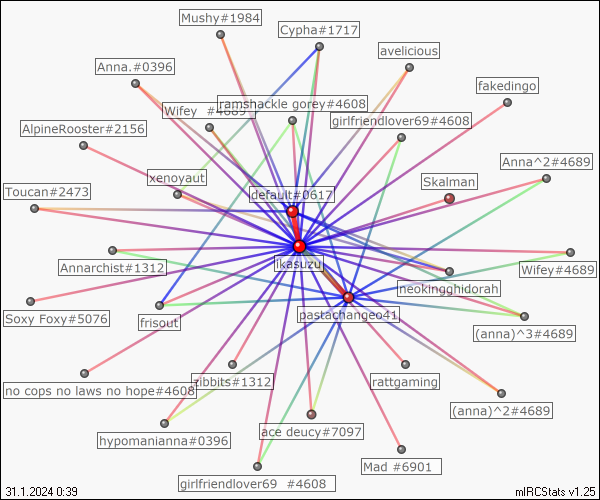 Mushy#1984
Cypha#1717
avelicious
Anna.#0396
fakedingo
ramshackle gorey#4608
Wifey #4689
girlfriendlover69#4608
AlpineRooster#2156
Anna^2#4689
xenoyaut
Skalman
Toucan#2473
default#0617
ikasuzu
Annarchist#1312
Wifey#4689
neokingghidorah
Soxy Foxy#5076
frisout
pastachangeo41
(anna)^3#4689
no cops no laws no hope#4608
zibbits#1312
rattgaming
(anna)^2#4689
hypomanianna#0396
ace deucy#7097
Mad #6901
girlfriendlover69 #4608
31.1.2024 0:39
mIRCStats v1.25